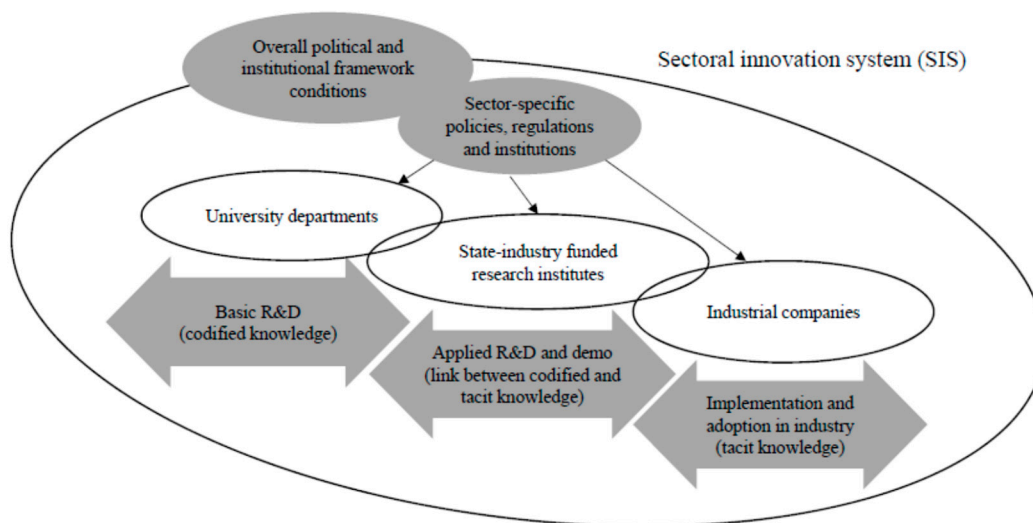 Overall political and
institutional framework
conditions
Sectoral innovation system (SIS)
Sector-specific
policies, regulations
and institutions
University departments
State-industry funded
research institutes
Industrial companies
Basic R&D
(codified knowledge)
Applied R&D and demo
(link between codified and
tacit knowledge)
Implementation and
adoption in industry
(tacit knowledge)